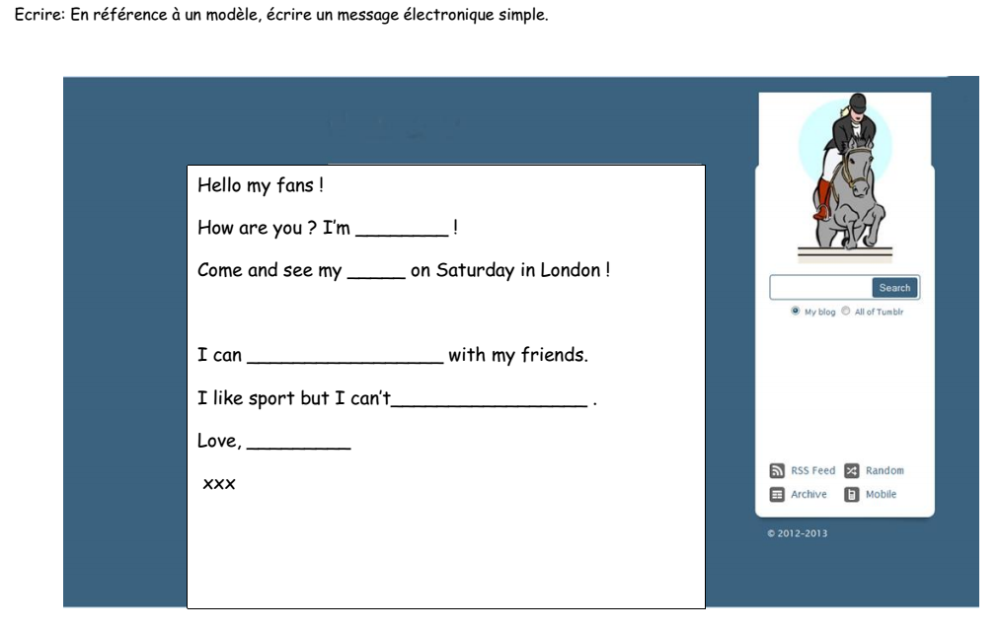 Ecrire: En référence à un modèle, écrire un message électronique simple.
Hello my fans !
How are you ? I'm ________ !
Come and see my _____ on Saturday in London !
I can _________________ with my friends.
I like sport but I can't_________________ .
Love, _________
xxx
Search
My blog All of Tumblr
RSS Feed Random
Archive Mobile
© 2012-2013